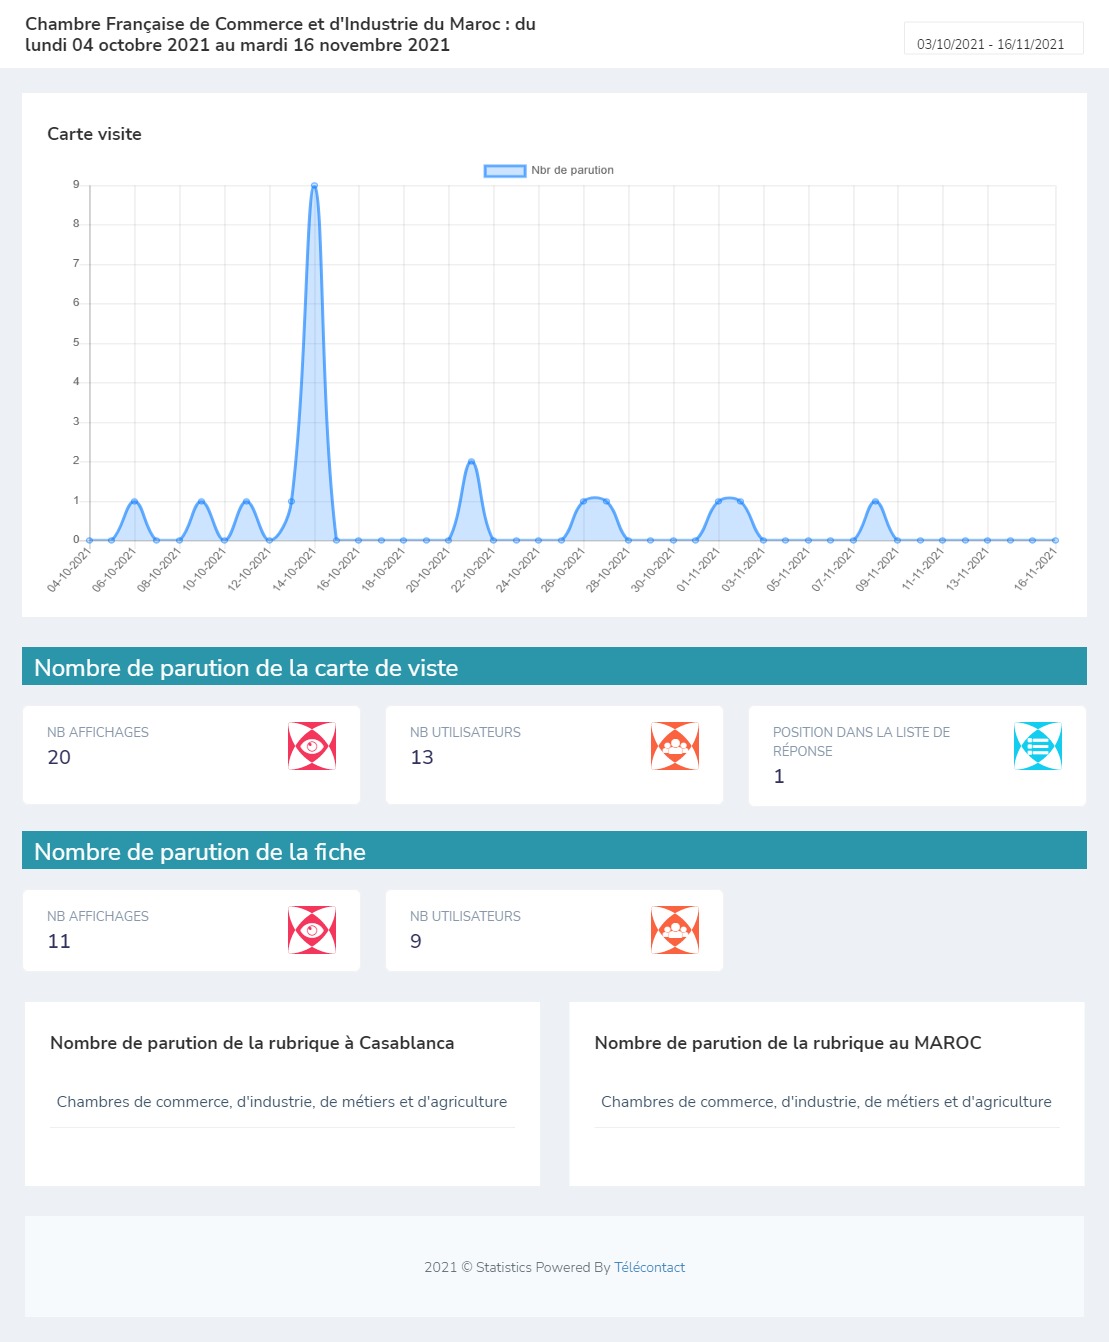 Chambre Française de Commerce et d'Industrie du Maroc : du
lundi 04 octobre 2021 au mardi 16 novembre 2021
03/10/2021 - 16/11/2021
Carte visite
Nbr de parution
9
8
7
6
5
4
3
2
1
0
04-10-2021
06-10-2021
08-10-2021
10-10-2021
12-10-2021
14-10-2021
16-10-2021
18-10-2021
20-10-2021
22-10-2021
24-10-2021
26-10-2021
28-10-2021
30-10-2021
01-11-2021
03-11-2021
05-11-2021
07-11-2021
09-11-2021
11-11-2021
13-11-2021
16-11-2021
Nombre de parution de la carte de viste
NB AFFICHAGES
20
NB UTILISATEURS
13
POSITION DANS LA LISTE DE
RÉPONSE
1
Nombre de parution de la fiche
NB AFFICHAGES
11
NB UTILISATEURS
9
Nombre de parution de la rubrique à Casablanca
Chambres de commerce, d'industrie, de métiers et d'agriculture
Nombre de parution de la rubrique au MAROC
Chambres de commerce, d'industrie, de métiers et d'agriculture
2021 © Statistics Powered By Télécontact